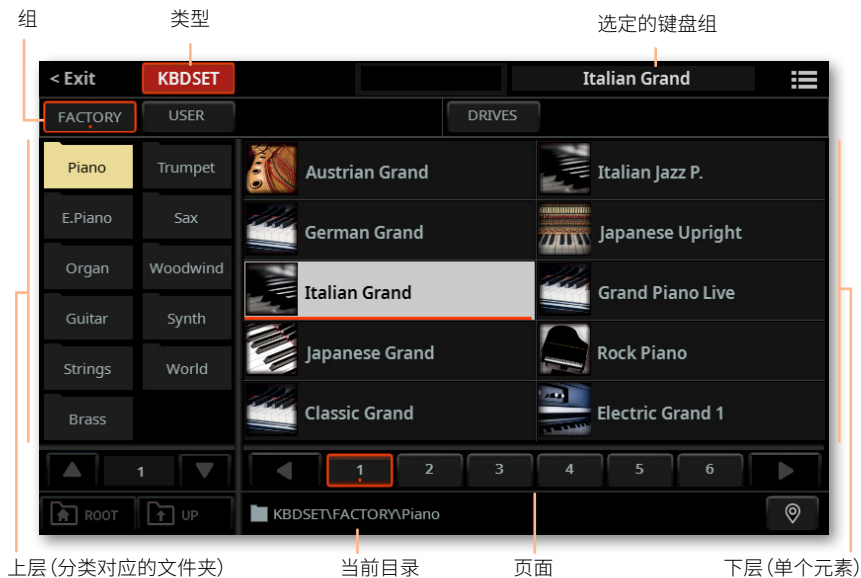 组
类型
选定的键盘组
< Exit
KBDSET
Italian Grand
FACTORY
USER
DRIVES
Piano
Trumpet
Austrian Grand
Italian Jazz P.
E.Piano
Sax
German Grand
Japanese Upright
Organ
Woodwind
Italian Grand
Grand Piano Live
Guitar
Synth
Japanese Grand
Rock Piano
Strings
World
Classic Grand
Electric Grand 1
Brass
1
1
2
3
4
5
6
ROOT
UP
KBDSET\FACTORY\Piano
上层(分类对应的文件夹)
当前目录
页面
下层(单个元素)